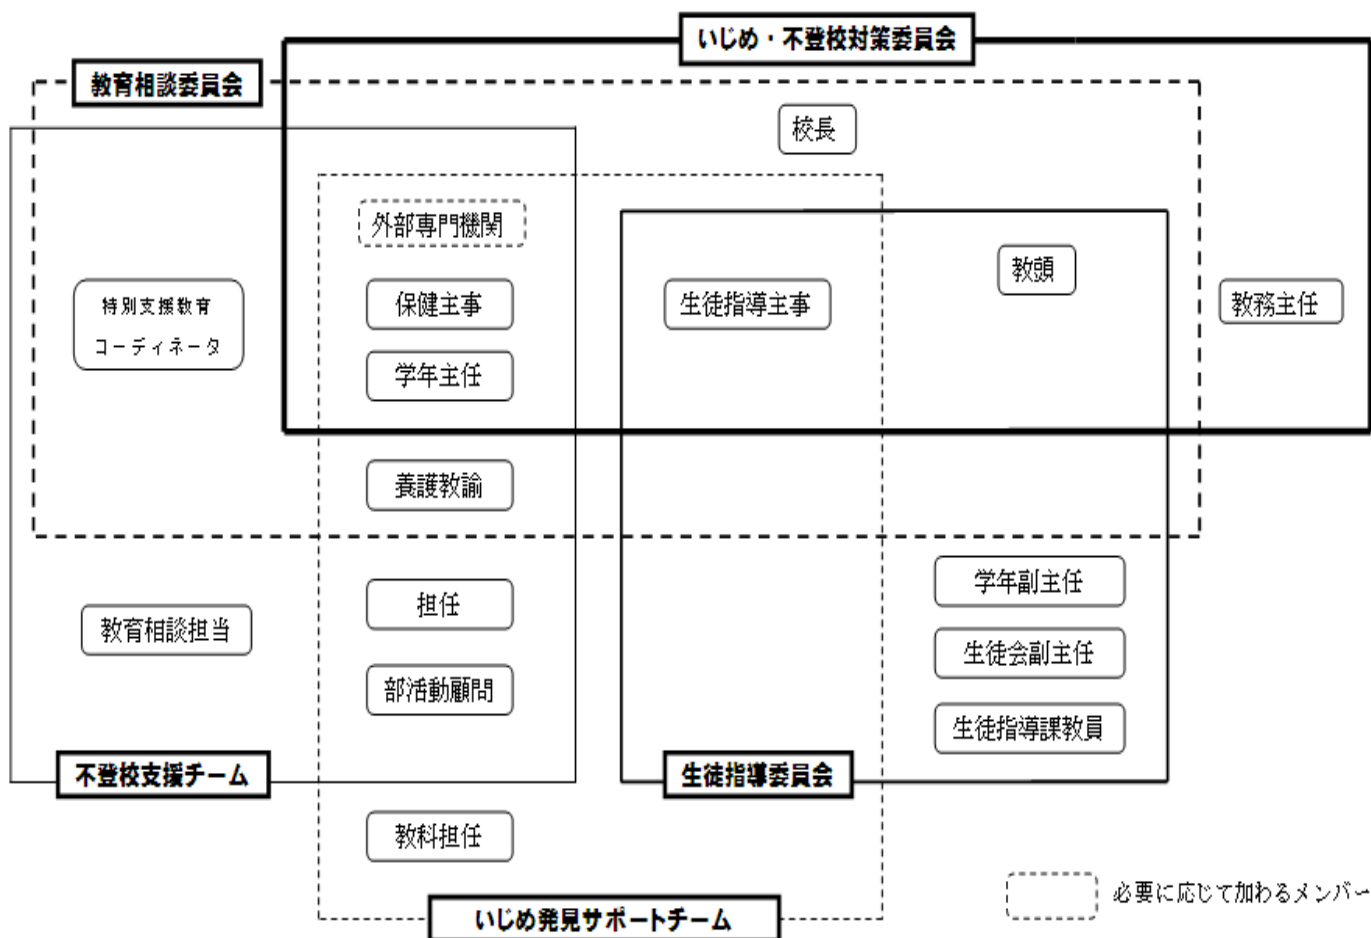 いじめ・不登校対策委員会
教育相談委員会
校長
外部専門機関
教頭
特別支援教育
コーディネータ
保健主事
生徒指導主事
教務主任
学年主任
養護教諭
学年副主任
担任
教育相談担当
生徒会副主任
部活動顧問
生徒指導課教員
不登校支援チーム
生徒指導委員会
教科担任
必要に応じて加わるメンバー
いじめ発見サポートチーム